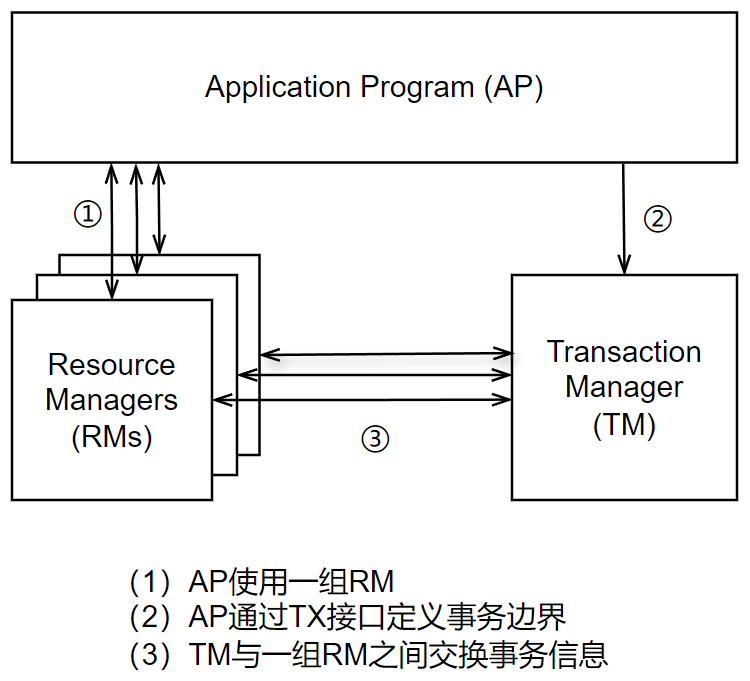 Application Program (AP)
①
②
Resource
Managers
(RMs)
Transaction
Manager
(TM)
③
（1）AP使用一组RM
（2）AP通过TX接口定义事务边界
（3）TM与一组RM之间交换事务信息